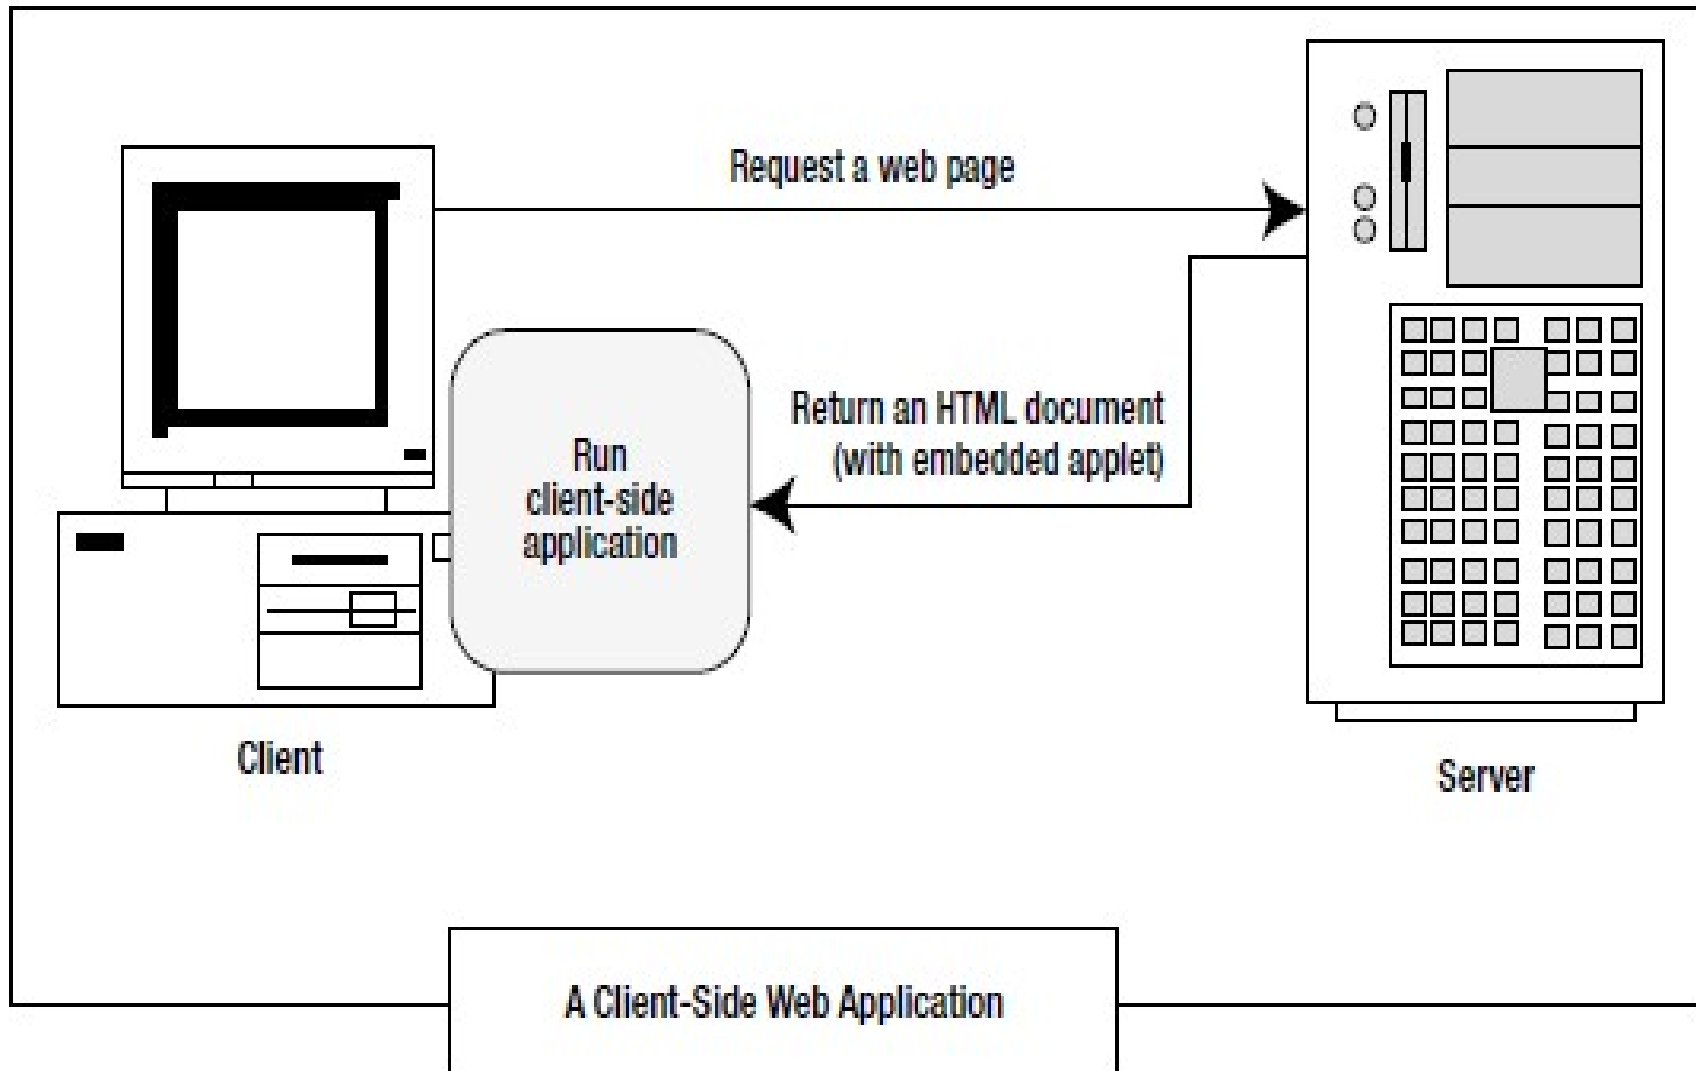 Request a web page
Return an HTML document
(with embedded applet)
Run
client-side
application
Client
Server
A Client-Side Web Application